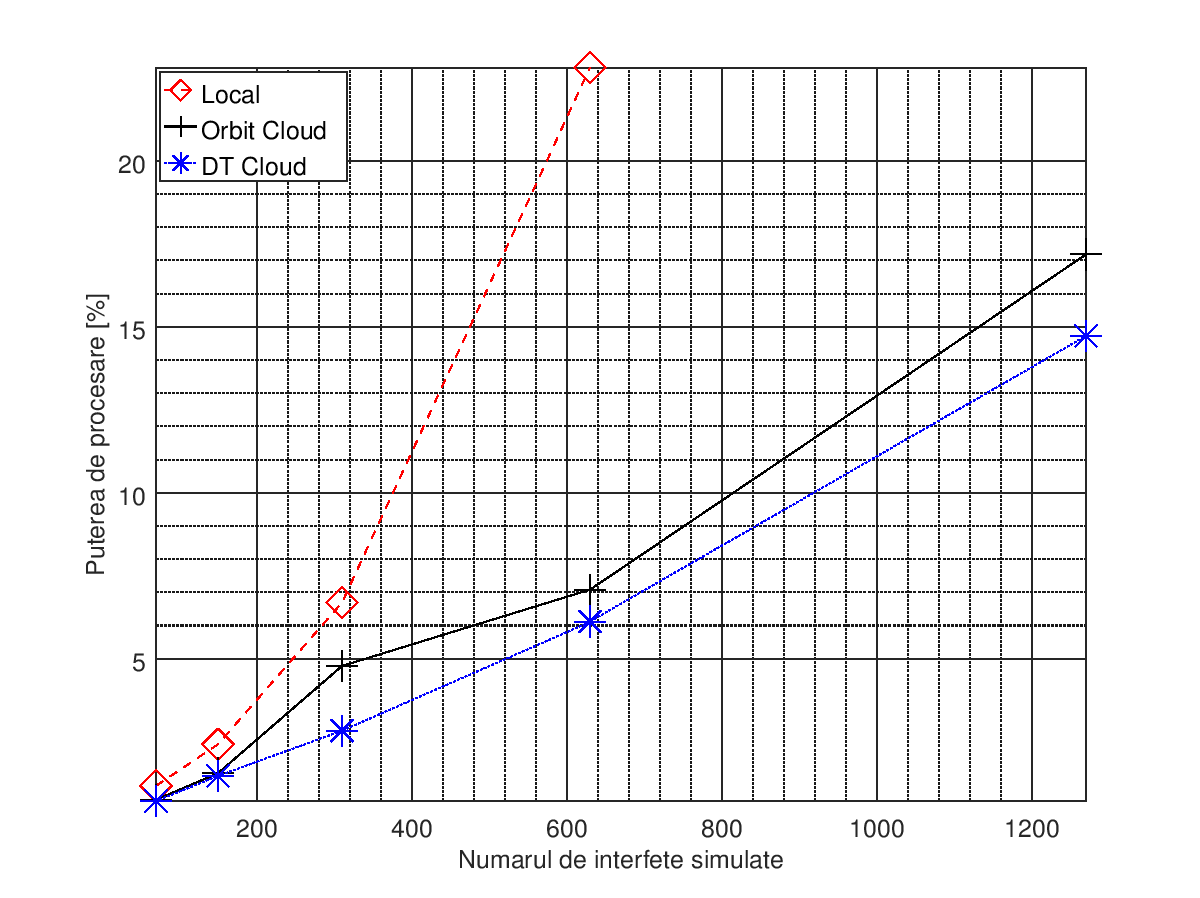 Local
Orbit Cloud
DT Cloud
20
15
10
5
Puterea de procesare [%]
200 400 600 800 1000 1200
Numarul de interfete simulate